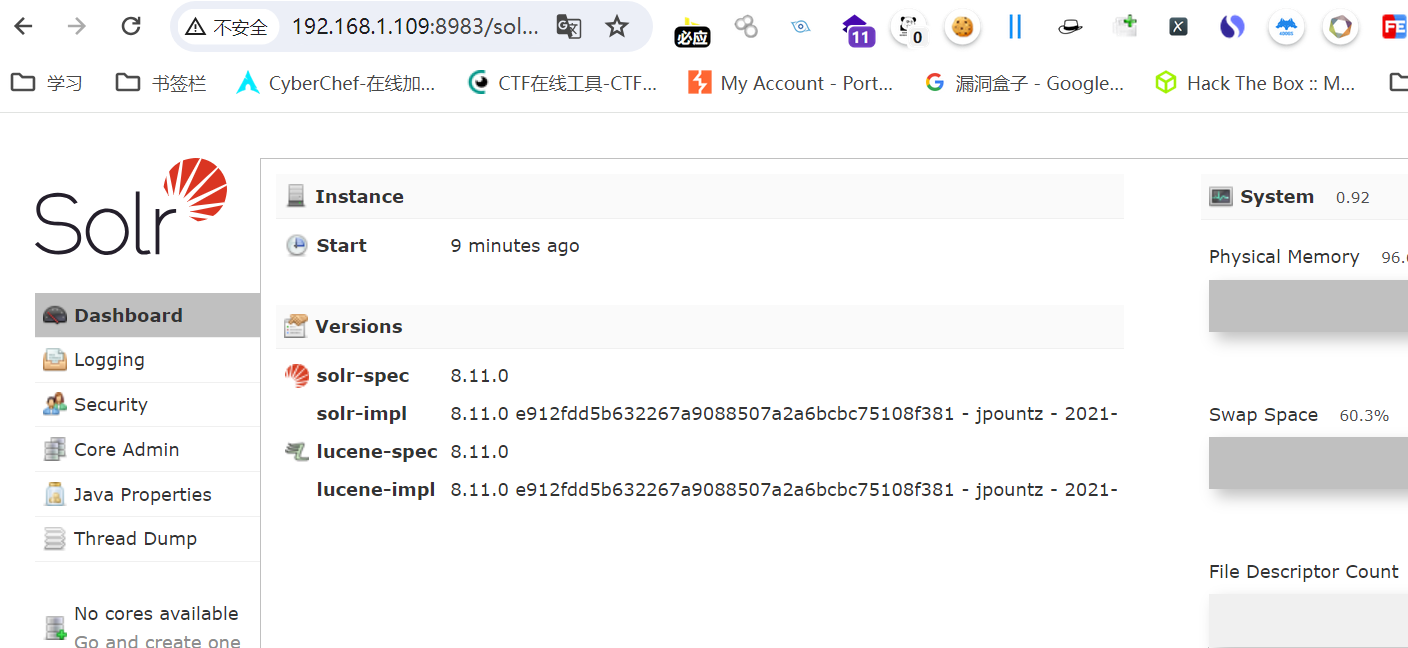 不安全 192.168.1.109:8983/sol...
必应 11 0
学习 书签栏 CyberChef-在线加... CTF在线工具-CTF... My Account - Port... 漏洞盒子 - Google... Hack The Box :: M...
Solr
Dashboard
Logging
Security
Core Admin
Java Properties
Thread Dump
No cores available
Go and create one
Instance
Start 9 minutes ago
Versions
solr-spec 8.11.0
solr-impl 8.11.0 e912fdd5b632267a9088507a2a6bcbc75108f381 - jpountz - 2021-
lucene-spec 8.11.0
lucene-impl 8.11.0 e912fdd5b632267a9088507a2a6bcbc75108f381 - jpountz - 2021-
System 0.92
Physical Memory 96.
Swap Space 60.3%
File Descriptor Count